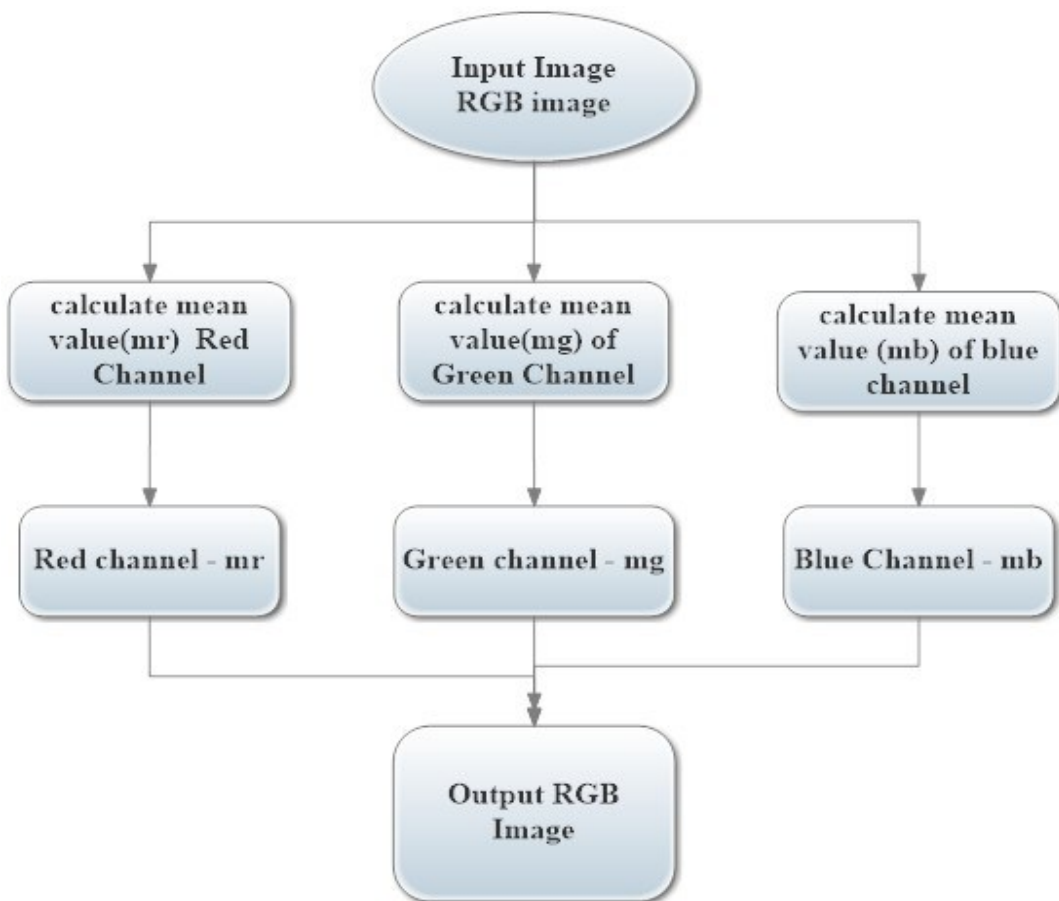 Input Image
RGB image
calculate mean
value(mr)  Red
Channel
calculate mean
value(mg) of
Green Channel
calculate mean
value (mb) of blue
channel
Red channel - mr
Green channel - mg
Blue Channel - mb
Output RGB
Image